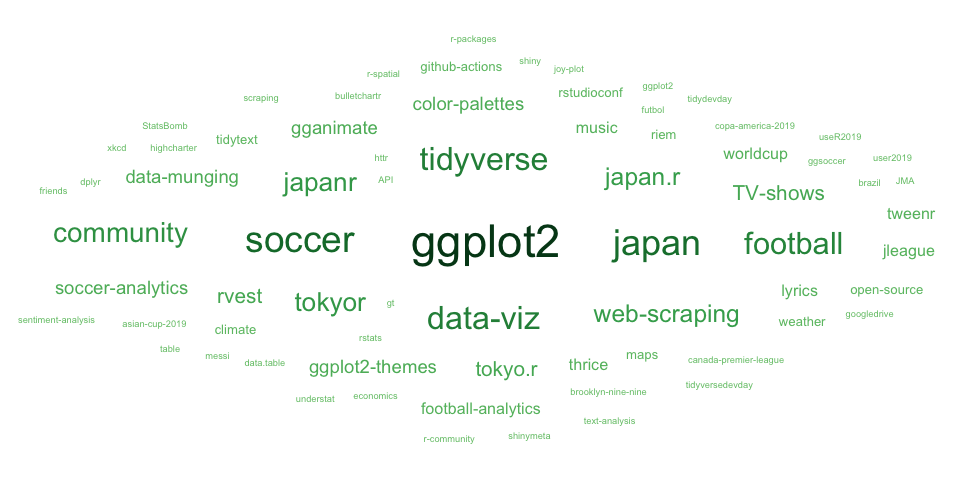 r-packages
github-actions
shiny
r-spatial
joy-plot
scraping
bulletchartr
color-palettes
rstudioconf
ggplot2
tidydevday
futbol
StatsBomb
gganimate
music
riem
copa-america-2019
useR2019
tidytext
xkcd
highcharter
httr
tidyverse
worldcup
ggsoccer
user2019
friends
dplyr
data-munging
japanr
API
japan.r
TV-shows
brazil
JMA
tweenr
community
soccer
ggplot2
japan
football
jleague
soccer-analytics
rvest
tokyor
gt
data-viz
web-scraping
lyrics
open-source
sentiment-analysis
asian-cup-2019
climate
rstats
weather
googledrive
table
messi
data.table
ggplot2-themes
tokyo.r
thrice
maps
canada-premier-league
understat
economics
football-analytics
brooklyn-nine-nine
tidyversedevday
text-analysis
r-community
shinymeta